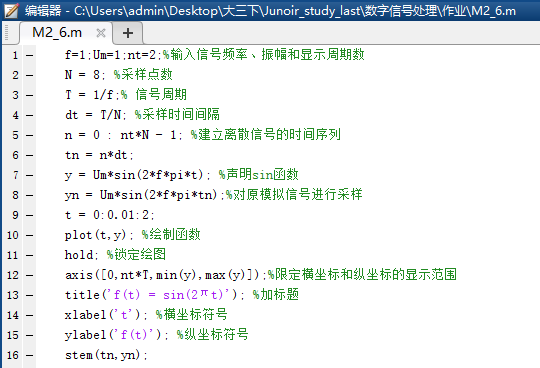 编辑器 - C:\Users\admin\Desktop\大三下\Junoir_study_last\数字信号处理\作业\M2_6.m
M2_6.m × +
1 — f=1;Um=1;nt=2;%输入信号频率、振幅和显示周期数
2 — N = 8; %采样点数
3 — T = 1/f;% 信号周期
4 — dt = T/N; %采样时间间隔
5 — n = 0 : nt*N - 1; %建立离散信号的时间序列
6 — tn = n*dt;
7 — y = Um*sin(2*f*pi*t); %声明sin函数
8 — yn = Um*sin(2*f*pi*tn);%对原模拟信号进行采样
9 — t = 0:0.01:2;
10 — plot(t,y); %绘制函数
11 — hold; %锁定绘图
12 — axis([0,nt*T,min(y),max(y)]);%限定横坐标和纵坐标的显示范围
13 — title('f(t) = sin(2πt)'); %加标题
14 — xlabel('t'); %横坐标符号
15 — ylabel('f(t)'); %纵坐标符号
16 — stem(tn,yn);